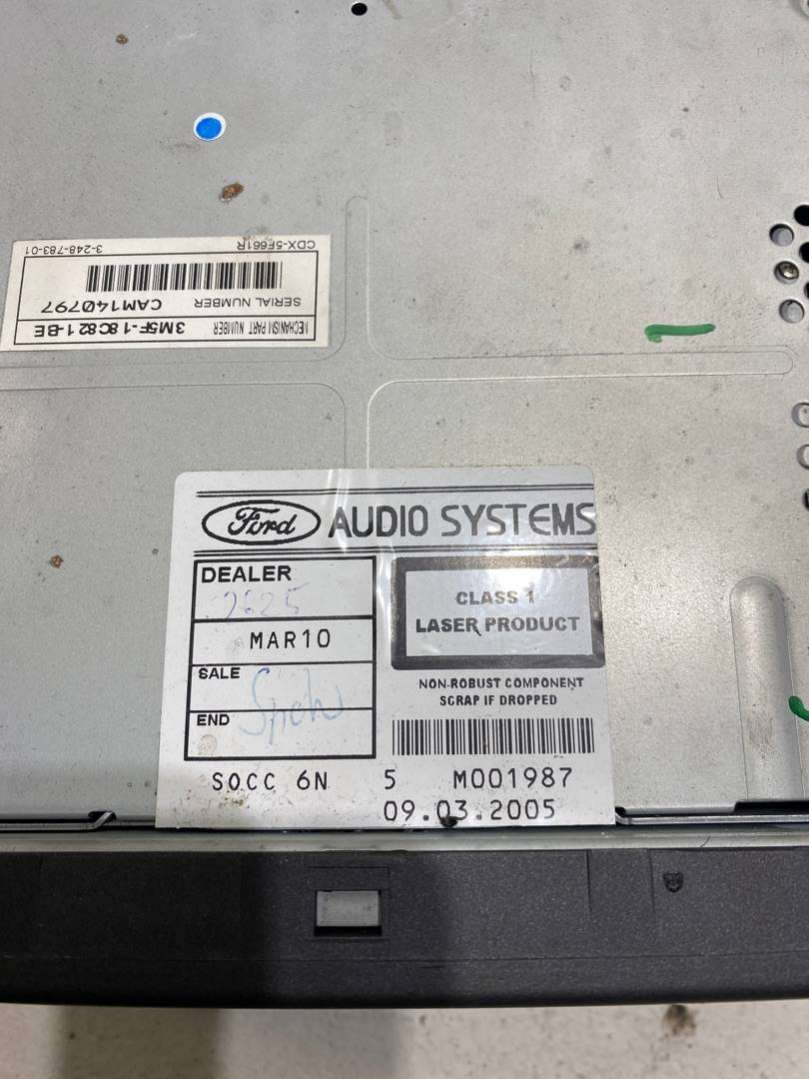 CDX-5F661R 3-248-783-01
SERIAL NUMBER CAM140797
MECHANISM PART NUMBER 3M5F-18C821-BE
Ford AUDIO SYSTEMS
DEALER
2625
MAR10
SALE
END
CLASS 1
LASER PRODUCT
NON-ROBUST COMPONENT
SCRAP IF DROPPED
SOCC 6N 5 M001987
09.03.2005